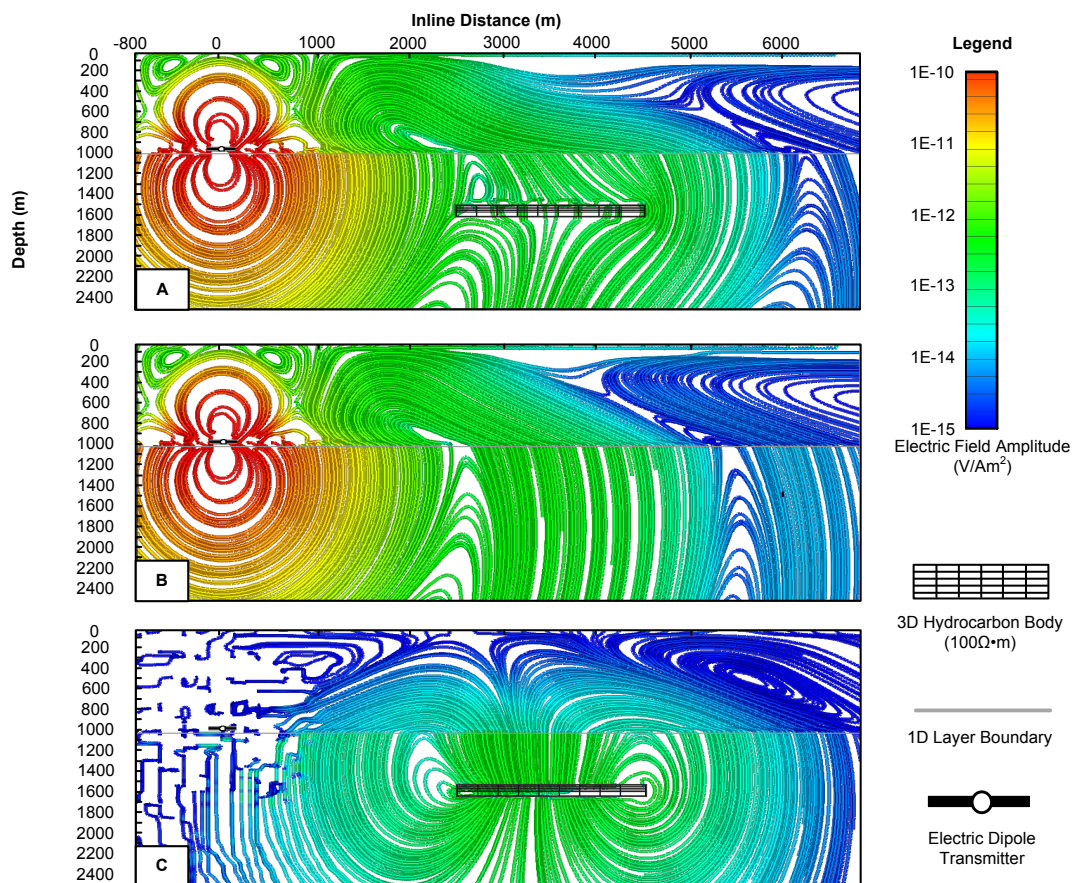 Inline Distance (m)
-800 0 1000 2000 3000 4000 5000 6000
Depth (m)
0
200
400
600
800
1000
1200
1400
1600
1800
2000
2200
2400
A
0
200
400
600
800
1000
1200
1400
1600
1800
2000
2200
2400
B
0
200
400
600
800
1000
1200
1400
1600
1800
2000
2200
2400
C
Legend
1E-10
1E-11
1E-12
1E-13
1E-14
1E-15
Electric Field Amplitude
(V/Am²)
3D Hydrocarbon Body
(100Ω•m)
1D Layer Boundary
Electric Dipole
Transmitter